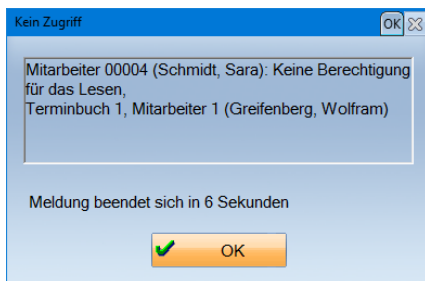 Kein Zugriff OK
Mitarbeiter 00004 (Schmidt, Sara): Keine Berechtigung
für das Lesen,
Terminbuch 1, Mitarbeiter 1 (Greifenberg, Wolfram)
Meldung beendet sich in 6 Sekunden
OK